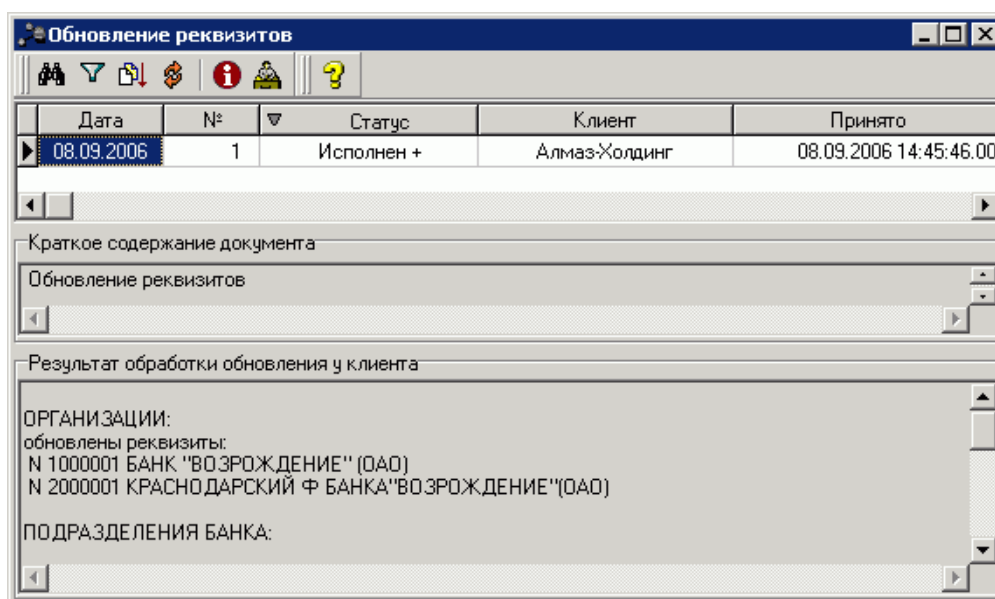 Обновление реквизитов
Дата № Статус Клиент Принято
08.09.2006 1 Исполнен + Алмаз-Холдинг 08.09.2006 14:45:46.00
Краткое содержание документа
Обновление реквизитов
Результат обработки обновления у клиента
ОРГАНИЗАЦИИ:
обновлены реквизиты:
N 1000001 БАНК "ВОЗРОЖДЕНИЕ" (ОАО)
N 2000001 КРАСНОДАРСКИЙ Ф БАНКА"ВОЗРОЖДЕНИЕ"(ОАО)
ПОДРАЗДЕЛЕНИЯ БАНКА: